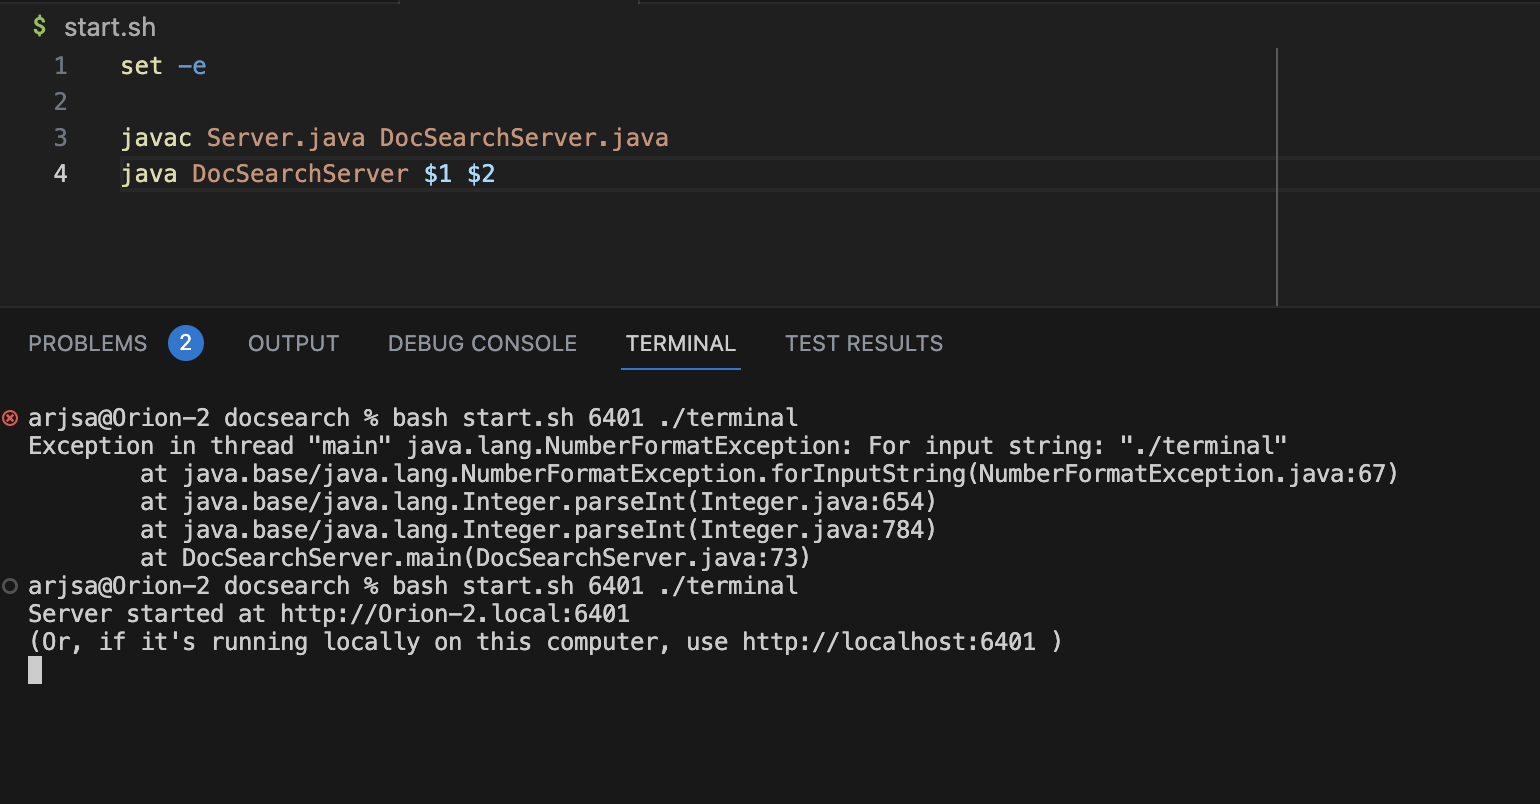 $ start.sh
1 set -e
2
3 javac Server.java DocSearchServer.java
4 java DocSearchServer $1 $2
PROBLEMS 2 OUTPUT DEBUG CONSOLE TERMINAL TEST RESULTS
arjsa@Orion-2 docsearch % bash start.sh 6401 ./terminal
Exception in thread "main" java.lang.NumberFormatException: For input string: "./terminal"
        at java.base/java.lang.NumberFormatException.forInputString(NumberFormatException.java:67)
        at java.base/java.lang.Integer.parseInt(Integer.java:654)
        at java.base/java.lang.Integer.parseInt(Integer.java:784)
        at DocSearchServer.main(DocSearchServer.java:73)
arjsa@Orion-2 docsearch % bash start.sh 6401 ./terminal
Server started at http://Orion-2.local:6401
(Or, if it's running locally on this computer, use http://localhost:6401 )